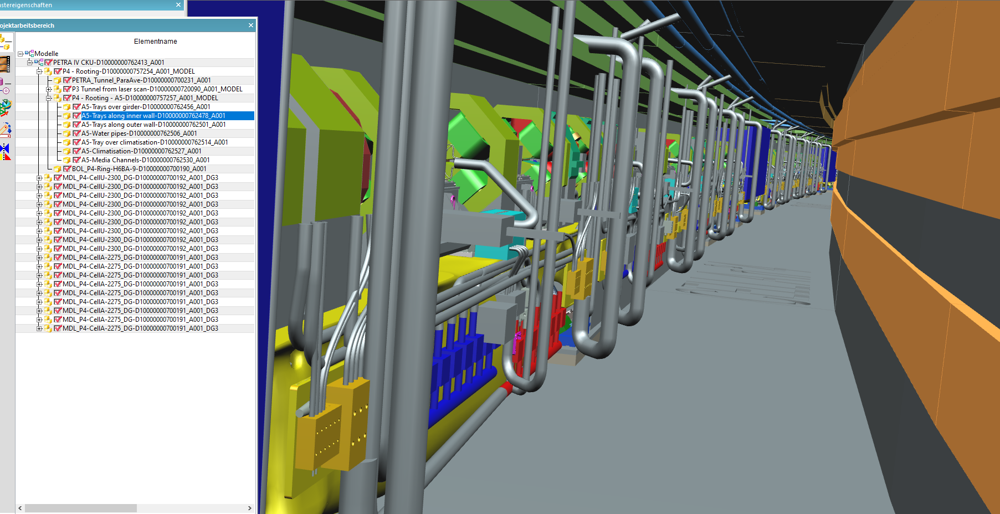 nstereigenschaften
ojektarbeitsbereich
Elementname
Modelle
PETRA IV CKU-D10000000762413_A001
P4 - Rooting-D10000000757254_A001_MODEL
PETRA_Tunnel_ParaAve-D10000000700231_A001
P3 Tunnel from laser scan-D10000000720090_A001_MODEL
P4 - Rooting - A5-D10000000757257_A001_MODEL
A5-Trays over girder-D10000000762456_A001
A5-Trays along inner wall-D10000000762478_A001
A5-Trays along outer wall-D10000000762501_A001
A5-Water pipes-D10000000762506_A001
A5-Tray over climatisation-D10000000762514_A001
A5-Climatisation-D10000000762527_A001
A5-Media Channels-D10000000762530_A001
BOL_P4-Ring-H6BA-9-D10000000700190_A001
MDL_P4-CellU-2300_DG-D10000000700192_A001_DG3
MDL_P4-CellU-2300_DG-D10000000700192_A001_DG3
MDL_P4-CellU-2300_DG-D10000000700192_A001_DG3
MDL_P4-CellU-2300_DG-D10000000700192_A001_DG3
MDL_P4-CellU-2300_DG-D10000000700192_A001_DG3
MDL_P4-CellU-2300_DG-D10000000700192_A001_DG3
MDL_P4-CellU-2300_DG-D10000000700192_A001_DG3
MDL_P4-CellU-2300_DG-D10000000700192_A001_DG3
MDL_P4-CellU-2300_DG-D10000000700192_A001_DG3
MDL_P4-CellA-2275_DG-D10000000700191_A001_DG3
MDL_P4-CellA-2275_DG-D10000000700191_A001_DG3
MDL_P4-CellA-2275_DG-D10000000700191_A001_DG3
MDL_P4-CellA-2275_DG-D10000000700191_A001_DG3
MDL_P4-CellA-2275_DG-D10000000700191_A001_DG3
MDL_P4-CellA-2275_DG-D10000000700191_A001_DG3
MDL_P4-CellA-2275_DG-D10000000700191_A001_DG3
MDL_P4-CellA-2275_DG-D10000000700191_A001_DG3
MDL_P4-CellA-2275_DG-D10000000700191_A001_DG3